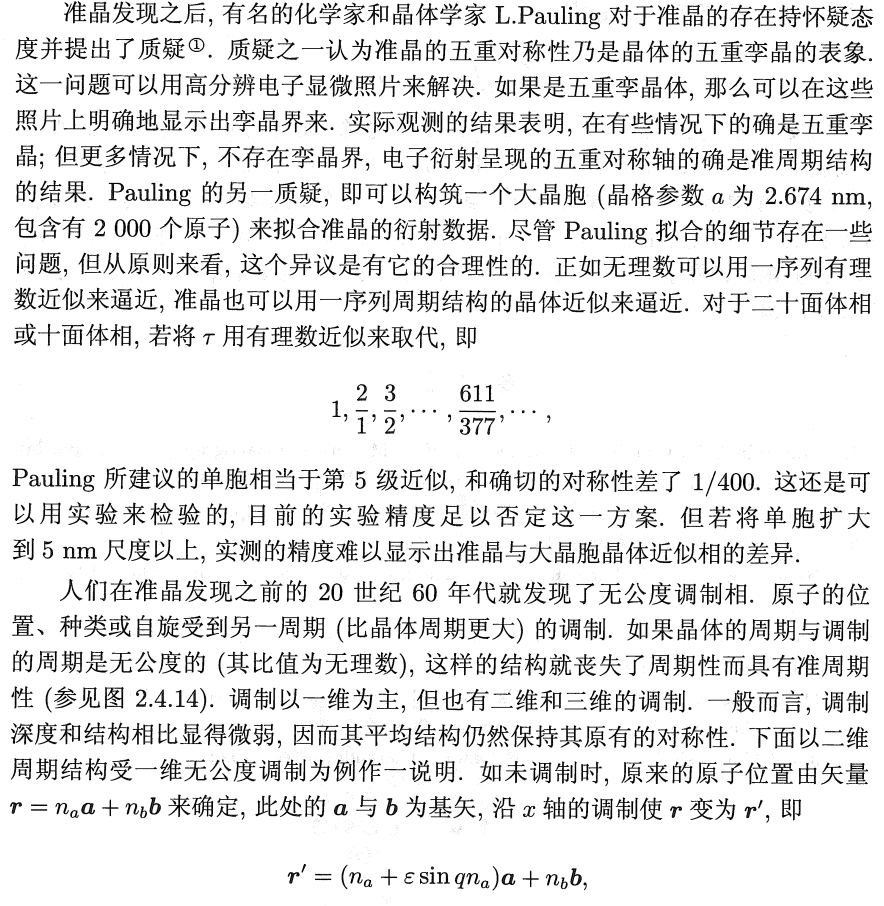 准晶发现之后, 有名的化学家和晶体学家 L.Pauling 对于准晶的存在持怀疑态
度并提出了质疑①. 质疑之一认为准晶的五重对称性乃是晶体的五重孪晶的表象.
这一问题可以用高分辨电子显微照片来解决. 如果是五重孪晶体, 那么可以在这些
照片上明确地显示出孪晶界来. 实际观测的结果表明, 在有些情况下的确是五重孪
晶; 但更多情况下, 不存在孪晶界, 电子衍射呈现的五重对称轴的确是准周期结构
的结果. Pauling 的另一质疑, 即可以构筑一个大晶胞 (晶格参数 a 为 2.674 nm,
包含有 2 000 个原子) 来拟合准晶的衍射数据. 尽管 Pauling 拟合的细节存在一些
问题, 但从原则来看, 这个异议是有它的合理性的. 正如无理数可以用一序列有理
数近似来逼近, 准晶也可以用一序列周期结构的晶体近似来逼近. 对于二十面体相
或十面体相, 若将 τ 用有理数近似来取代, 即
1, 2/1, 3/2, ⋯ , 611/377, ⋯ ,
Pauling 所建议的单胞相当于第 5 级近似, 和确切的对称性差了 1/400. 这还是可
以用实验来检验的, 目前的实验精度足以否定这一方案. 但若将单胞扩大
到 5 nm 尺度以上, 实测的精度难以显示出准晶与大晶胞晶体近似相的差异.
人们在准晶发现之前的 20 世纪 60 年代就发现了无公度调制相. 原子的位
置、种类或自旋受到另一周期 (比晶体周期更大) 的调制. 如果晶体的周期与调制
的周期是无公度的 (其比值为无理数), 这样的结构就丧失了周期性而具有准周期
性 (参见图 2.4.14). 调制以一维为主, 但也有二维和三维的调制. 一般而言, 调制
深度和结构相比显得微弱, 因而其平均结构仍然保持其原有的对称性. 下面以二维
周期结构受一维无公度调制为例作一说明. 如未调制时, 原来的原子位置由矢量
r = nₐa + n_b b 来确定, 此处的 a 与 b 为基矢, 沿 x 轴的调制使 r 变为 r′, 即
r′ = (nₐ + ε sin qnₐ)a + n_b b,